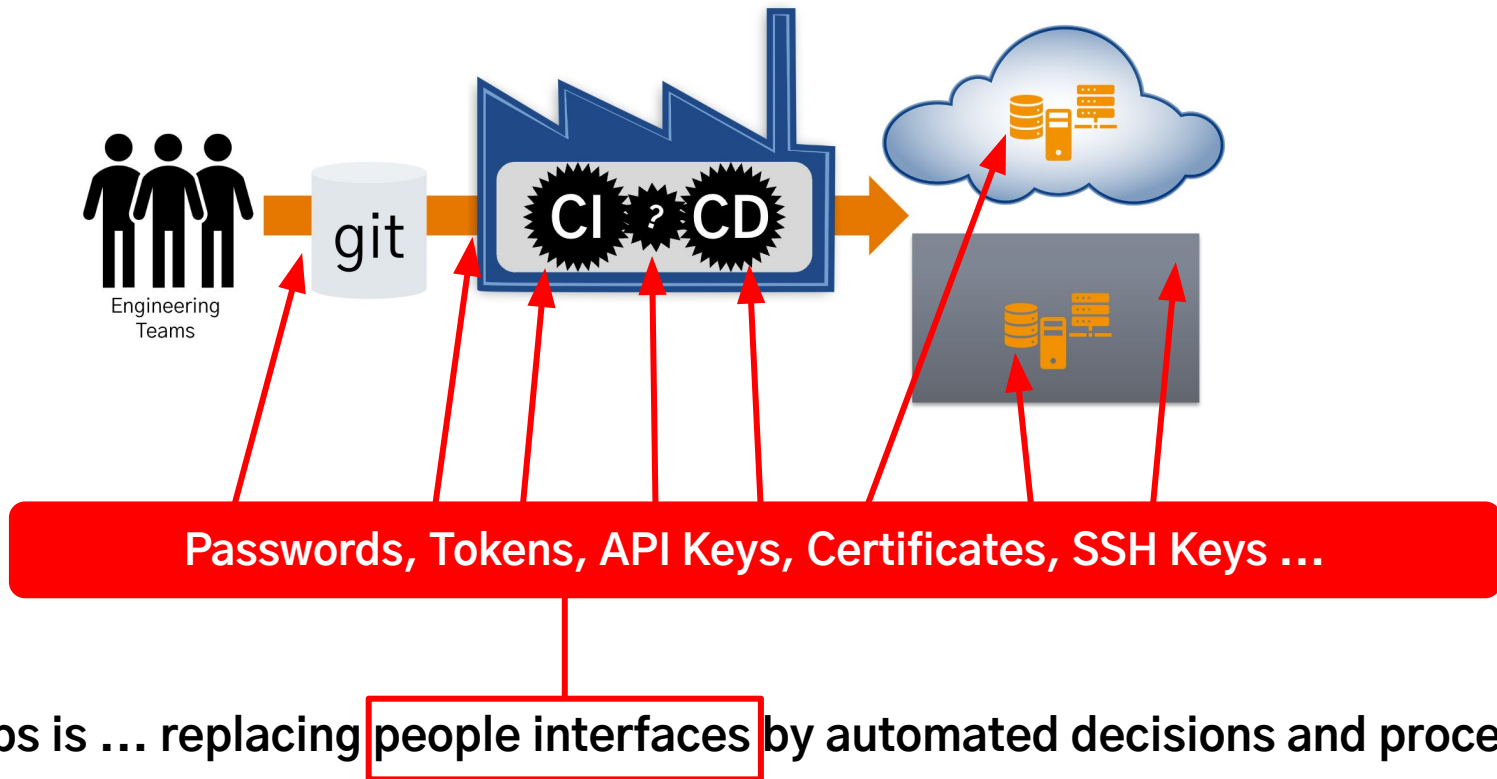 Engineering
Teams
git
CI ? CD
Passwords, Tokens, API Keys, Certificates, SSH Keys ...
is ... replacing people interfaces by automated decisions and